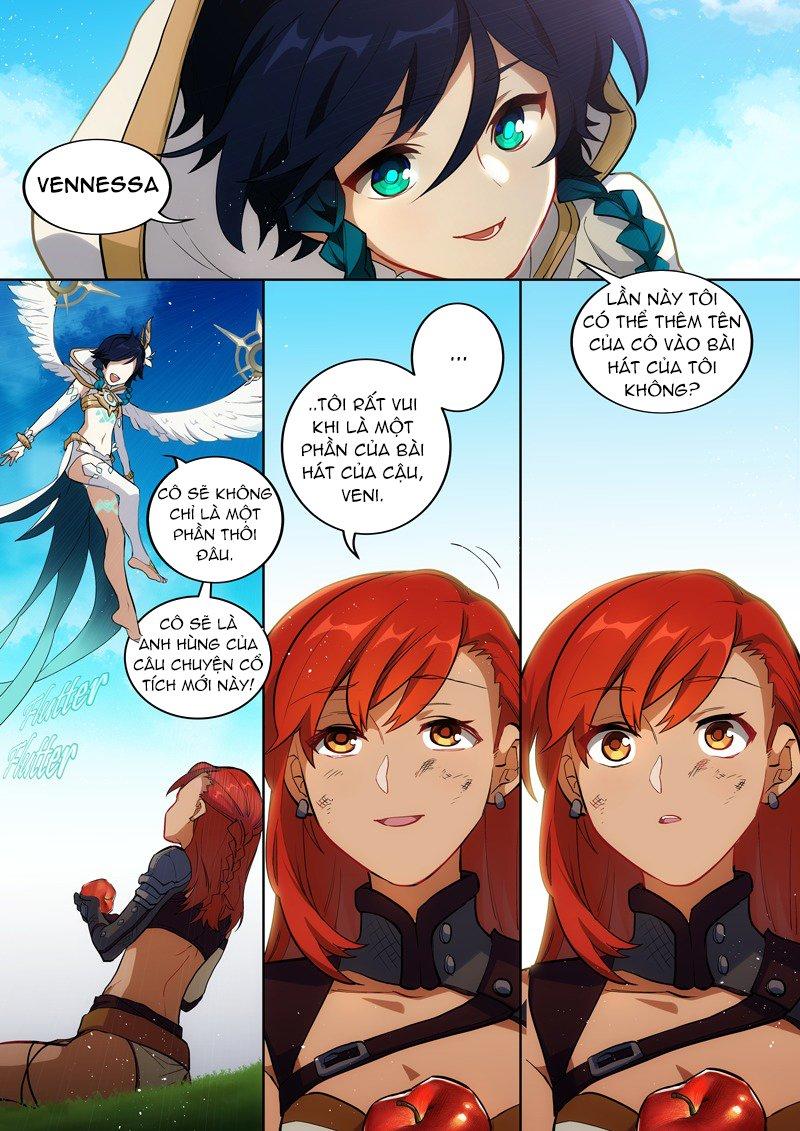 VENNESSA
LẦN NÀY TÔI
CÓ THỂ THÊM TÊN
CỦA CÔ VÀO BÀI
HÁT CỦA TÔI
KHÔNG?
...
..TÔI RẤT VUI
KHI LÀ MỘT
PHẦN CỦA BÀI
HÁT CỦA CẬU,
VENI.
CÔ SẼ KHÔNG
CHỈ LÀ MỘT
PHẦN THÔI
ĐÂU.
CÔ SẼ LÀ
ANH HÙNG CỦA
CÂU CHUYỆN CỔ
TÍCH MỚI NÀY!
Flutter
Flutter